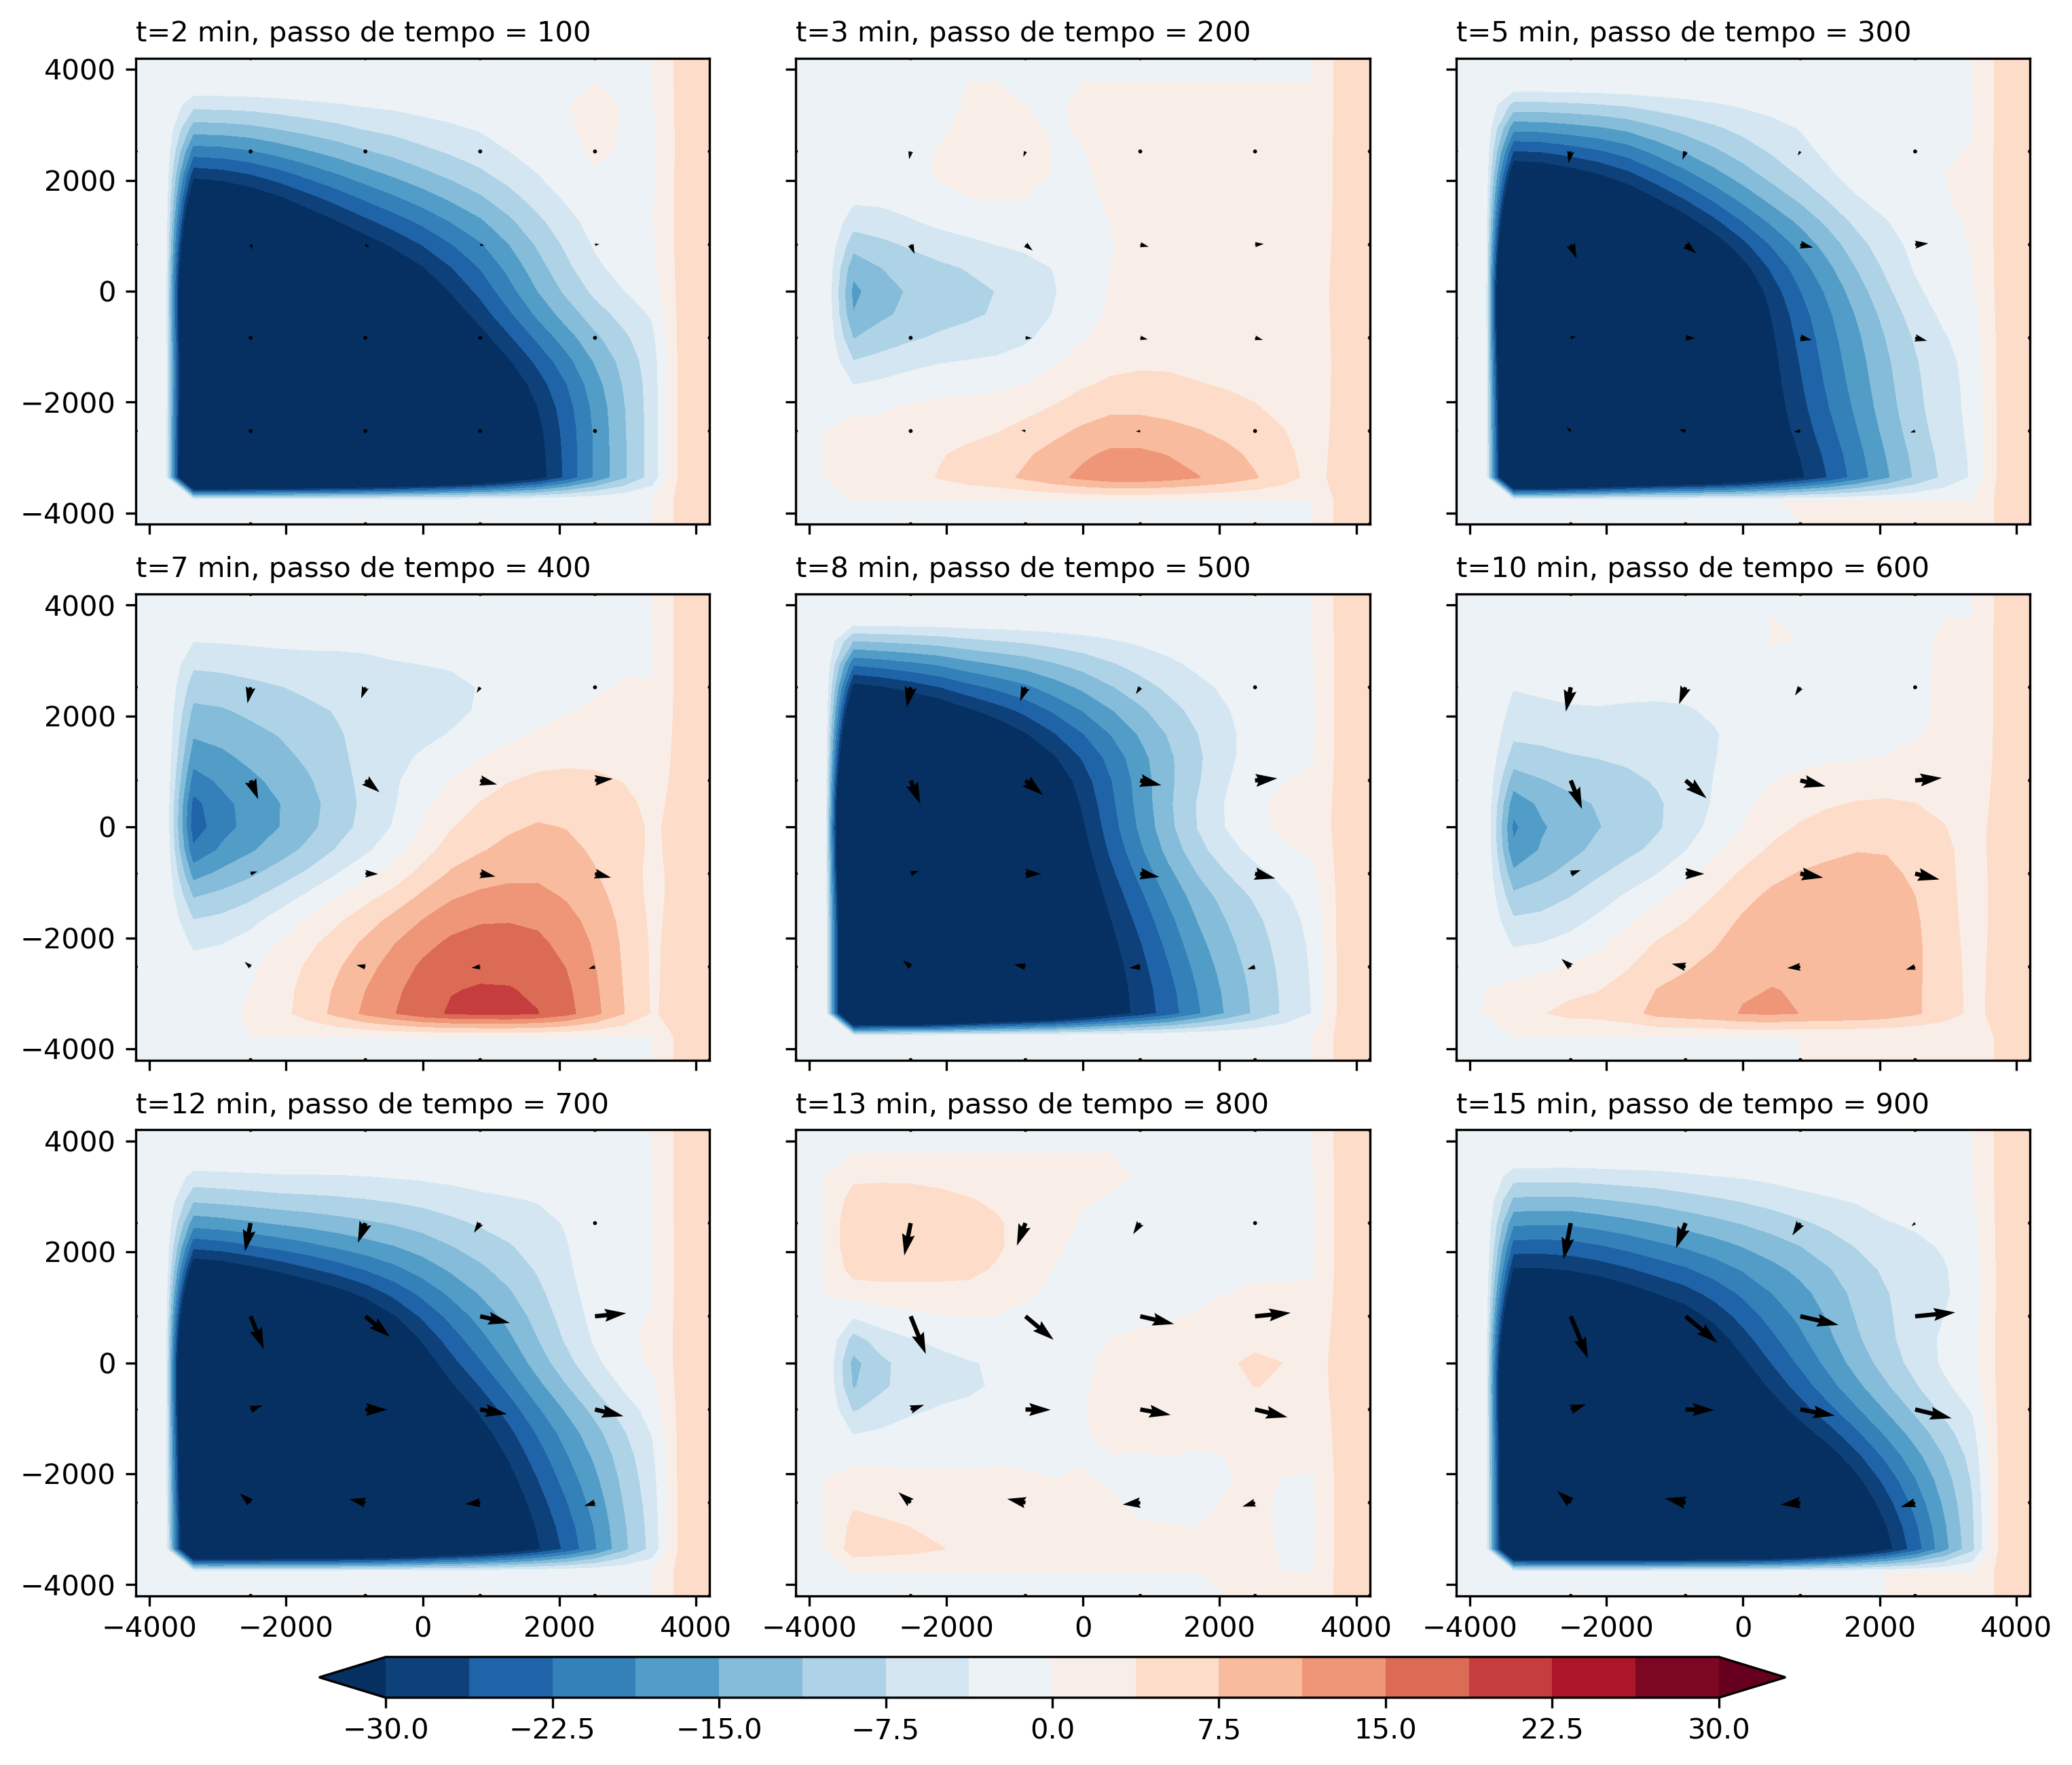 t=2 min, passo de tempo = 100
t=3 min, passo de tempo = 200
t=5 min, passo de tempo = 300
4000
2000
0
−2000
−4000
t=7 min, passo de tempo = 400
t=8 min, passo de tempo = 500
t=10 min, passo de tempo = 600
4000
2000
0
−2000
−4000
t=12 min, passo de tempo = 700
t=13 min, passo de tempo = 800
t=15 min, passo de tempo = 900
4000
2000
0
−2000
−4000
−4000 −2000 0 2000 4000
−4000 −2000 0 2000 4000
−4000 −2000 0 2000 4000
−30.0 −22.5 −15.0 −7.5 0.0 7.5 15.0 22.5 30.0